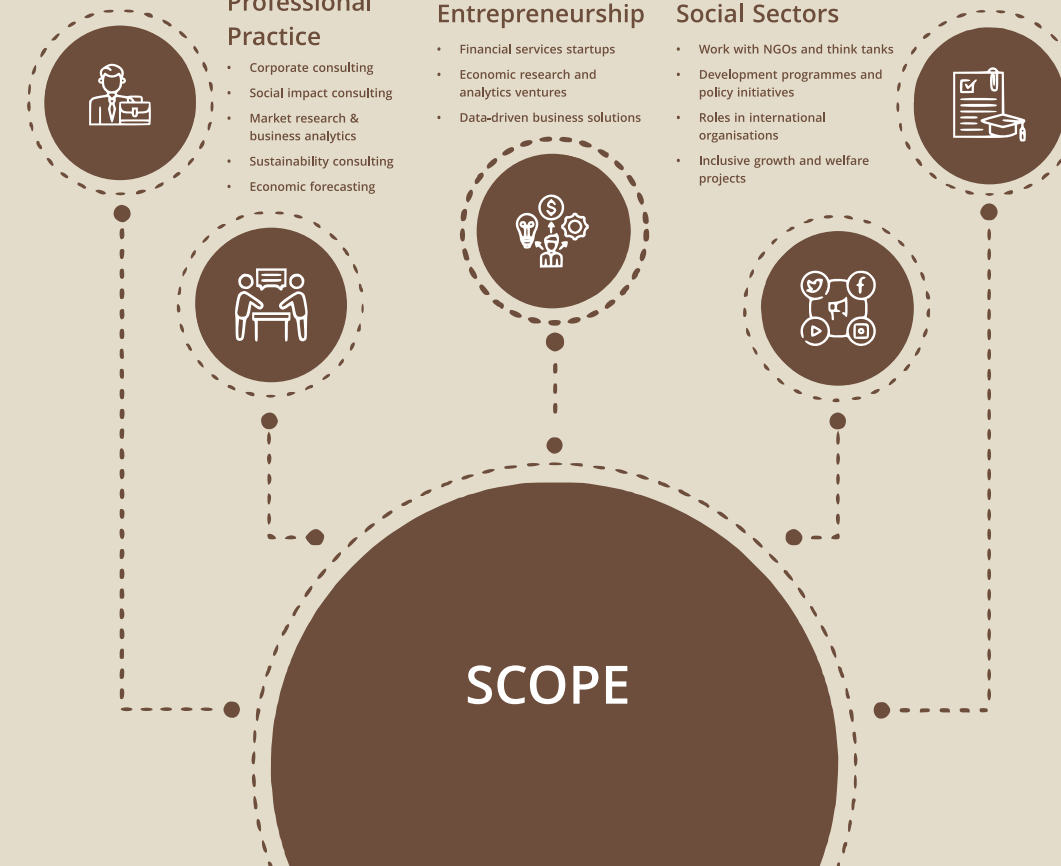 Professional
Practice
• Corporate consulting
• Social impact consulting
• Market research &
business analytics
• Sustainability consulting
• Economic forecasting
Entrepreneurship
• Financial services startups
• Economic research and
analytics ventures
• Data-driven business solutions
Social Sectors
• Work with NGOs and think tanks
• Development programmes and
policy initiatives
• Roles in international
organisations
• Inclusive growth and welfare
projects
$
f
SCOPE